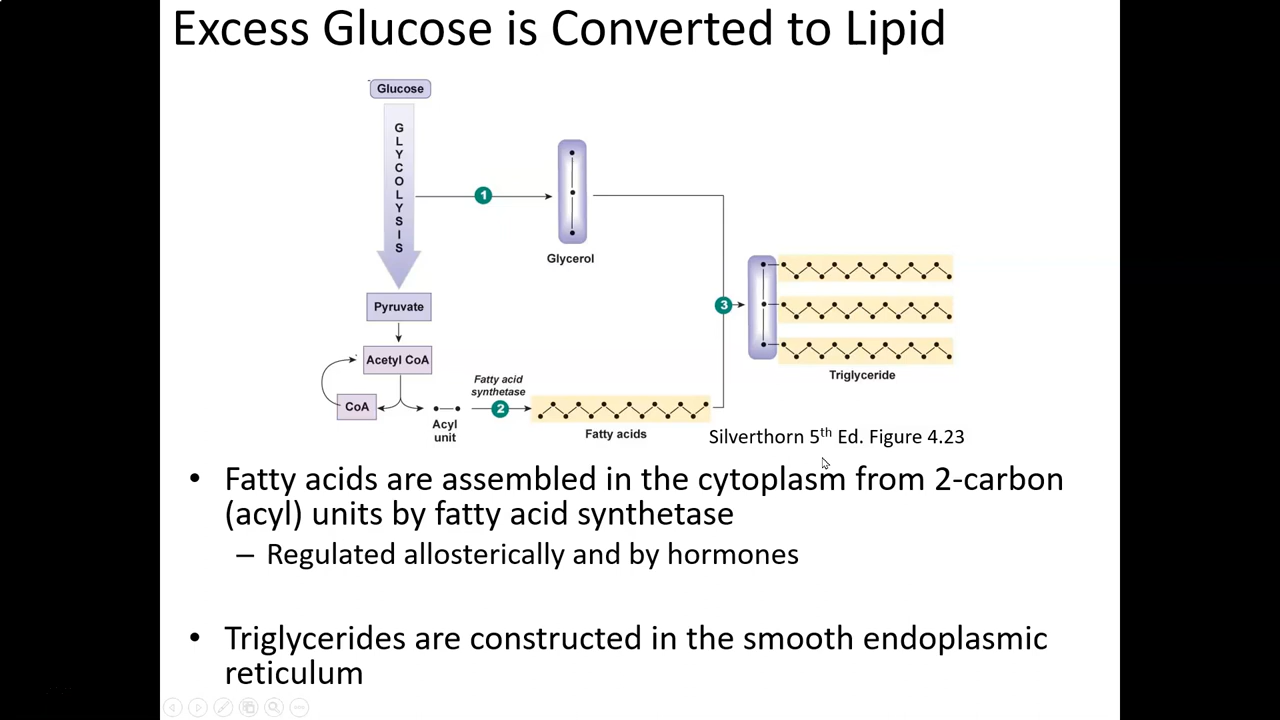 Excess Glucose is Converted to Lipid
Glucose
GLYCOLYSIS
1
Glycerol
Pyruvate
3
Acetyl CoA
Triglyceride
Fatty acid
synthetase
CoA
2
Acyl
unit
Fatty acids
Silverthorn 5th Ed. Figure 4.23
• Fatty acids are assembled in the cytoplasm from 2-carbon
(acyl) units by fatty acid synthetase
– Regulated allosterically and by hormones
• Triglycerides are constructed in the smooth endoplasmic
reticulum